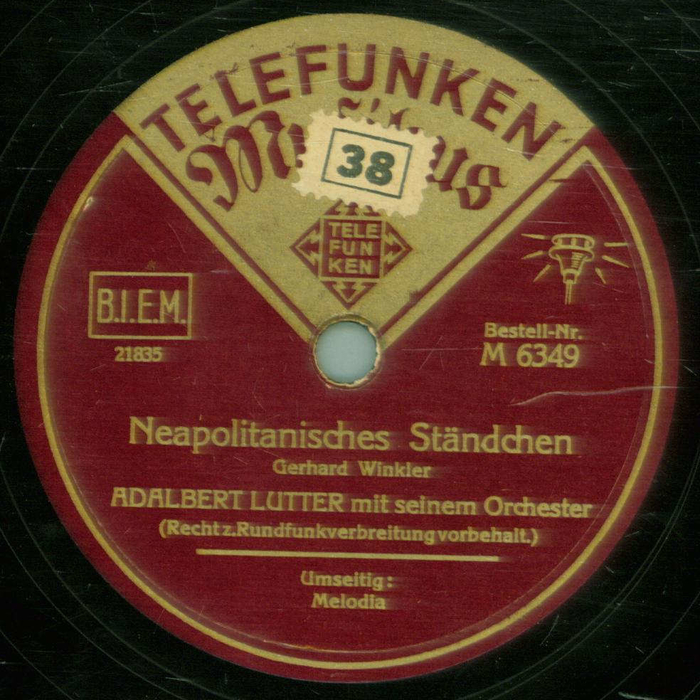 TELEFUNKEN
38
TELE
FUN
KEN
B.I.E.M.
21835
Bestell-Nr.
M 6349
Neapolitanisches Ständchen
Gerhard Winkler
ADALBERT LUTTER mit seinem Orchester
(Recht z. Rundfunkverbreitung vorbehalt.)
Umseitig:
Melodia